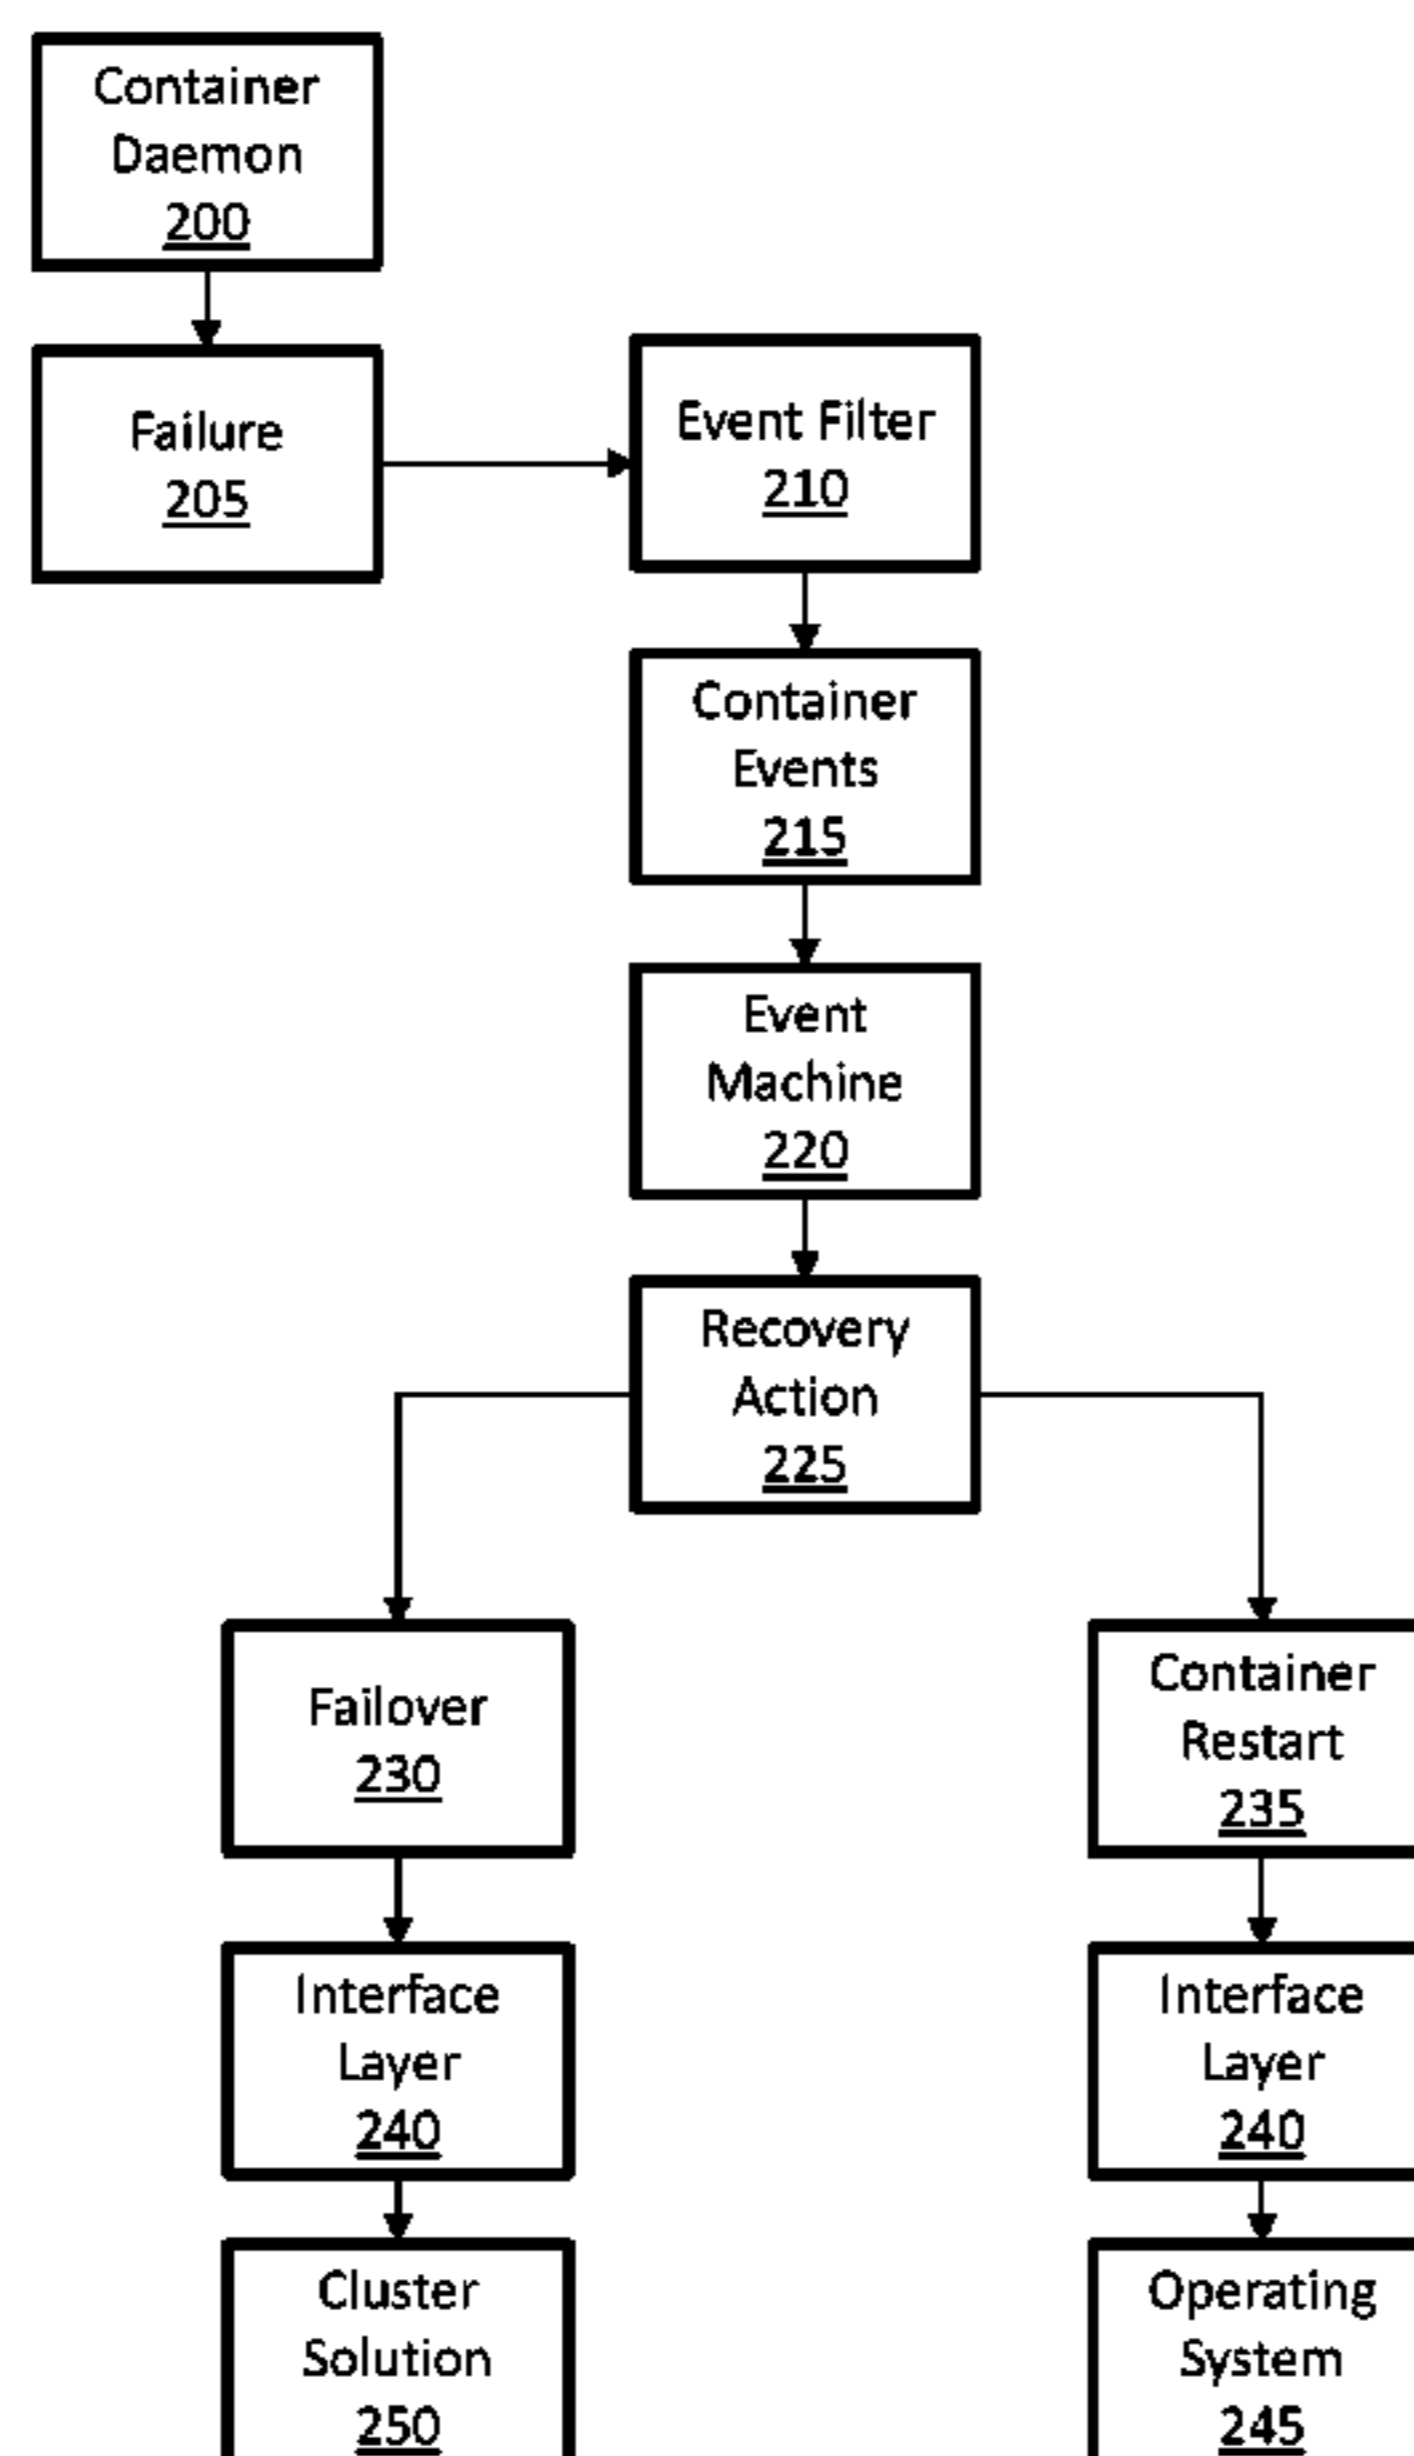 Container
Daemon
200
Failure
205
Event Filter
210
Container
Events
215
Event
Machine
220
Recovery
Action
225
Failover
230
Container
Restart
235
Interface
Layer
240
Interface
Layer
240
Cluster
Solution
250
Operating
System
245